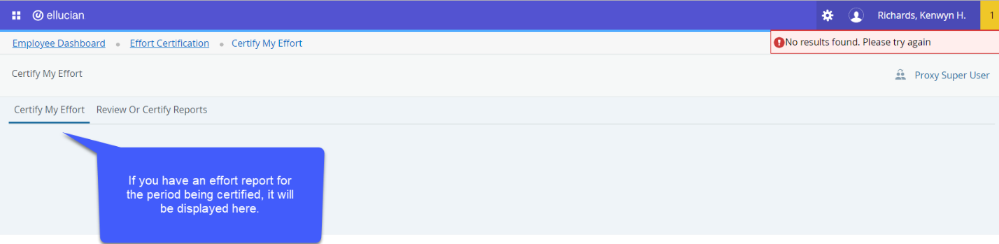 ellucian
Richards, Kenwyn H.
1
Employee Dashboard • Effort Certification • Certify My Effort
No results found. Please try again
Certify My Effort
Proxy Super User
Certify My Effort
Review Or Certify Reports
If you have an effort report for
the period being certified, it will
be displayed here.